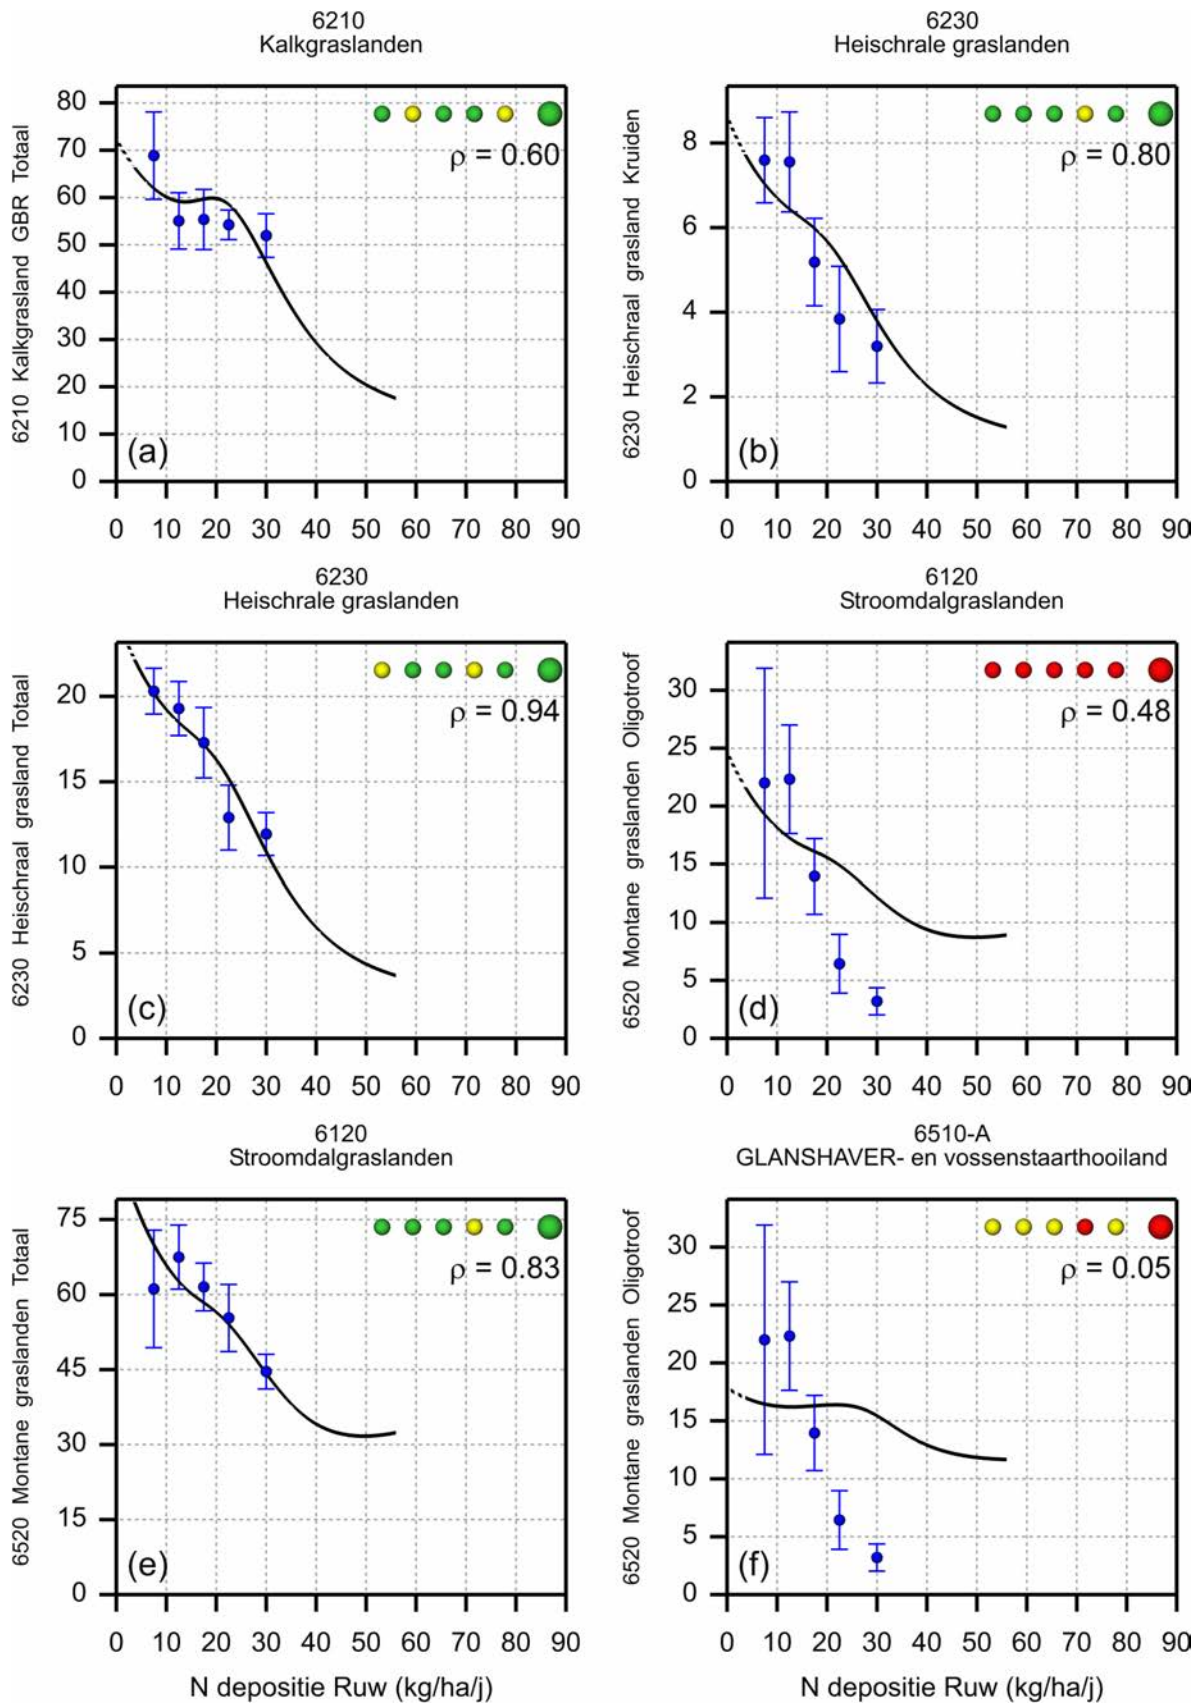 6210
Kalkgraslanden
6210 Kalkgrasland GBR Totaal
80
70
60
50
40
30
20
10
0
ρ = 0.60
(a)
0 10 20 30 40 50 60 70 80 90
6230
Heischrale graslanden
6230 Heischraal grasland Kruiden
8
6
4
2
0
ρ = 0.80
(b)
0 10 20 30 40 50 60 70 80 90
6230
Heischrale graslanden
6230 Heischraal grasland Totaal
20
15
10
5
0
ρ = 0.94
(c)
0 10 20 30 40 50 60 70 80 90
6120
Stroomdalgraslanden
6520 Montane graslanden Oligotroof
30
25
20
15
10
5
0
ρ = 0.48
(d)
0 10 20 30 40 50 60 70 80 90
6120
Stroomdalgraslanden
6520 Montane graslanden Totaal
75
60
45
30
15
0
ρ = 0.83
(e)
0 10 20 30 40 50 60 70 80 90
N depositie Ruw (kg/ha/j)
6510-A
GLANSHAVER- en vossenstaarthooiland
6520 Montane graslanden Oligotroof
30
25
20
15
10
5
0
ρ = 0.05
(f)
0 10 20 30 40 50 60 70 80 90
N depositie Ruw (kg/ha/j)